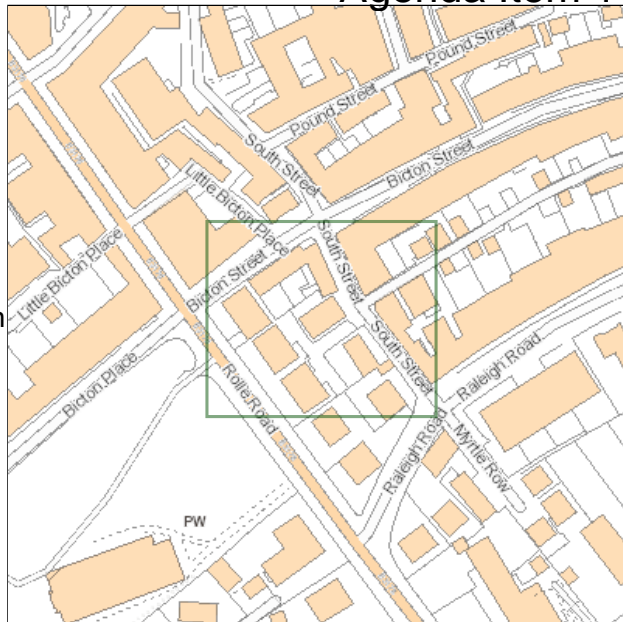 Agenda Item
Pound Street
Pound Street
South Street
Bicton Street
Little Bicton Place
South Street
Little Bicton Place
Bicton Street
South Street
Bicton Place
Rolle Road
Raleigh Road
Raleigh Road
Myrtle Row
PW